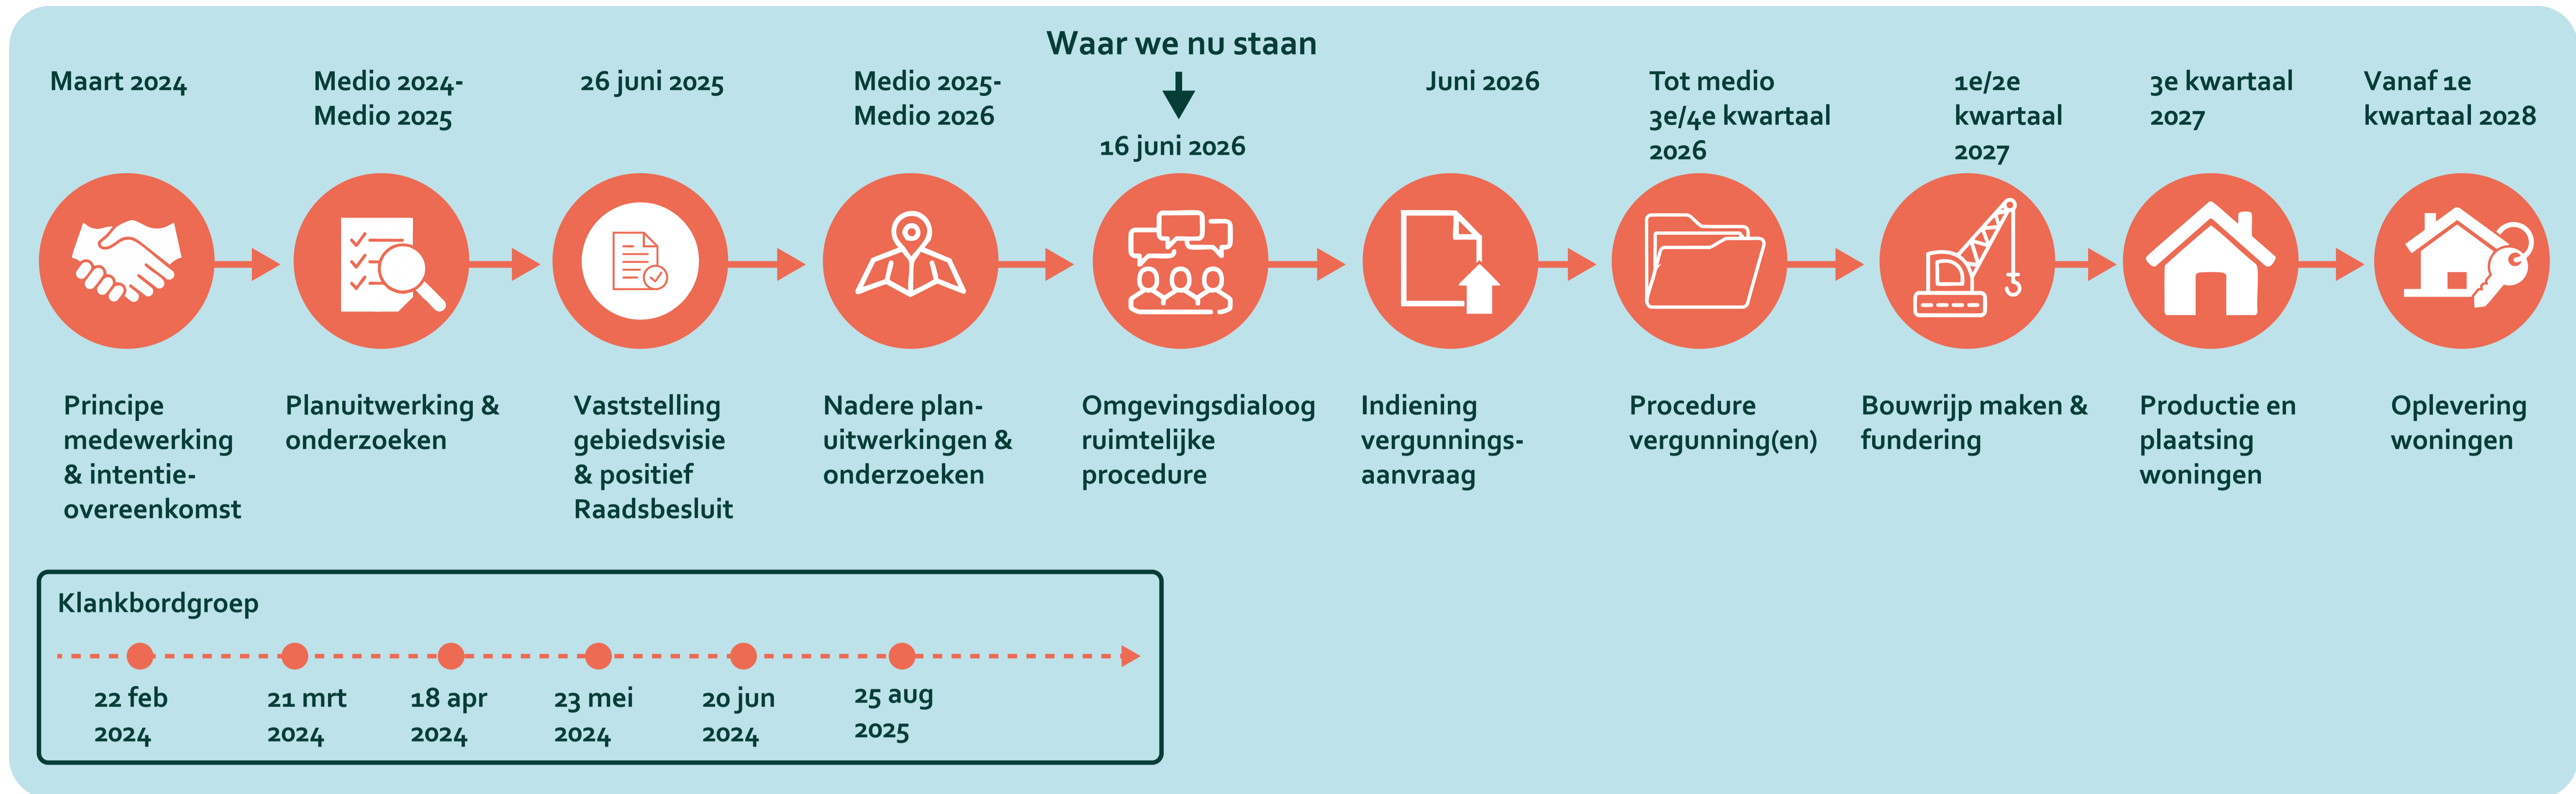 Waar we nu staan
Maart 2024
Medio 2024-
Medio 2025
26 juni 2025
Medio 2025-
Medio 2026
16 juni 2026
Juni 2026
Tot medio
3e/4e kwartaal
2026
1e/2e
kwartaal
2027
3e kwartaal
2027
Vanaf 1e
kwartaal 2028
Principe
medewerking
& intentie-
overeenkomst
Planuitwerking &
onderzoeken
Vaststelling
gebiedsvisie
& positief
Raadsbesluit
Nadere plan-
uitwerkingen &
onderzoeken
Omgevingsdialoog
ruimtelijke
procedure
Indiening
vergunnings-
aanvraag
Procedure
vergunning(en)
Bouwrijp maken &
fundering
Productie en
plaatsing
woningen
Oplevering
woningen
Klankbordgroep
22 feb
2024
21 mrt
2024
18 apr
2024
23 mei
2024
20 jun
2024
25 aug
2025